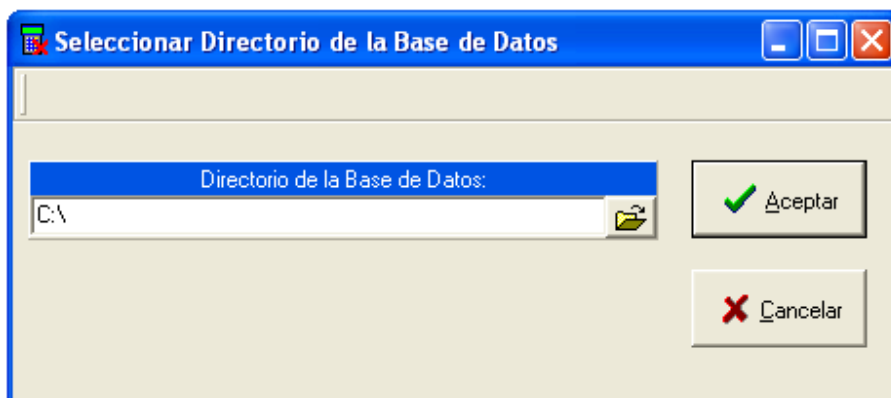 Seleccionar Directorio de la Base de Datos
Directorio de la Base de Datos:
C:\
Aceptar
Cancelar